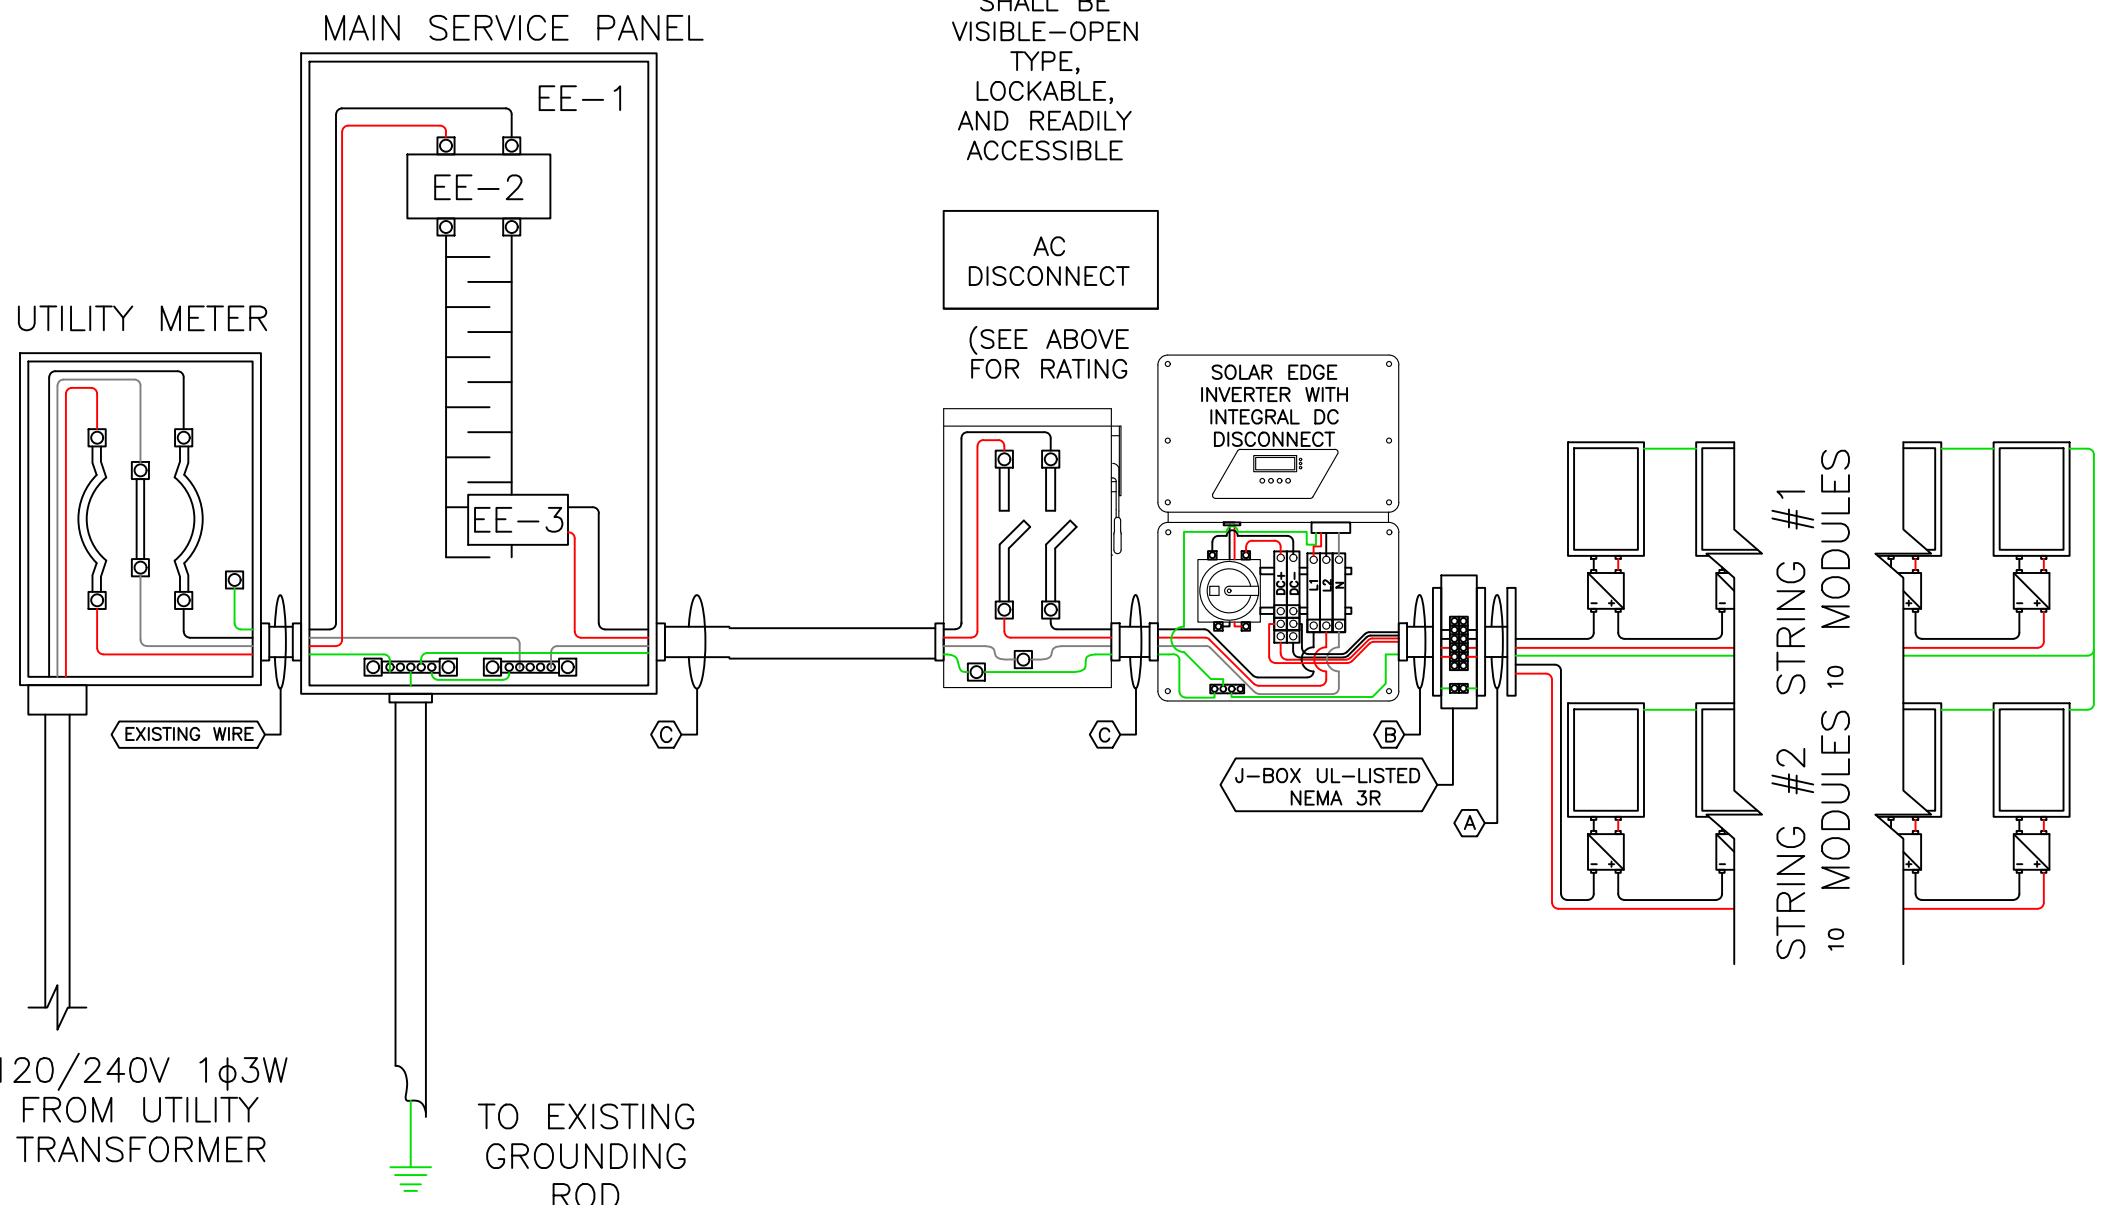 MAIN SERVICE PANEL
SHALL BE
VISIBLE-OPEN
TYPE,
LOCKABLE,
AND READILY
ACCESSIBLE
EE-1
EE-2
AC
DISCONNECT
UTILITY METER
(SEE ABOVE
FOR RATING
SOLAR EDGE
INVERTER WITH
INTEGRAL DC
DISCONNECT
EE-3
DC+
DC-
L1
L2
N
STRING #1
10 MODULES
STRING #2
10 MODULES
- +
-
+
- +
EXISTING WIRE
C
C
B
J-BOX UL-LISTED
NEMA 3R
A
- +
-
+
- +
120/240V 1ϕ3W
FROM UTILITY
TRANSFORMER
TO EXISTING
GROUNDING
ROD